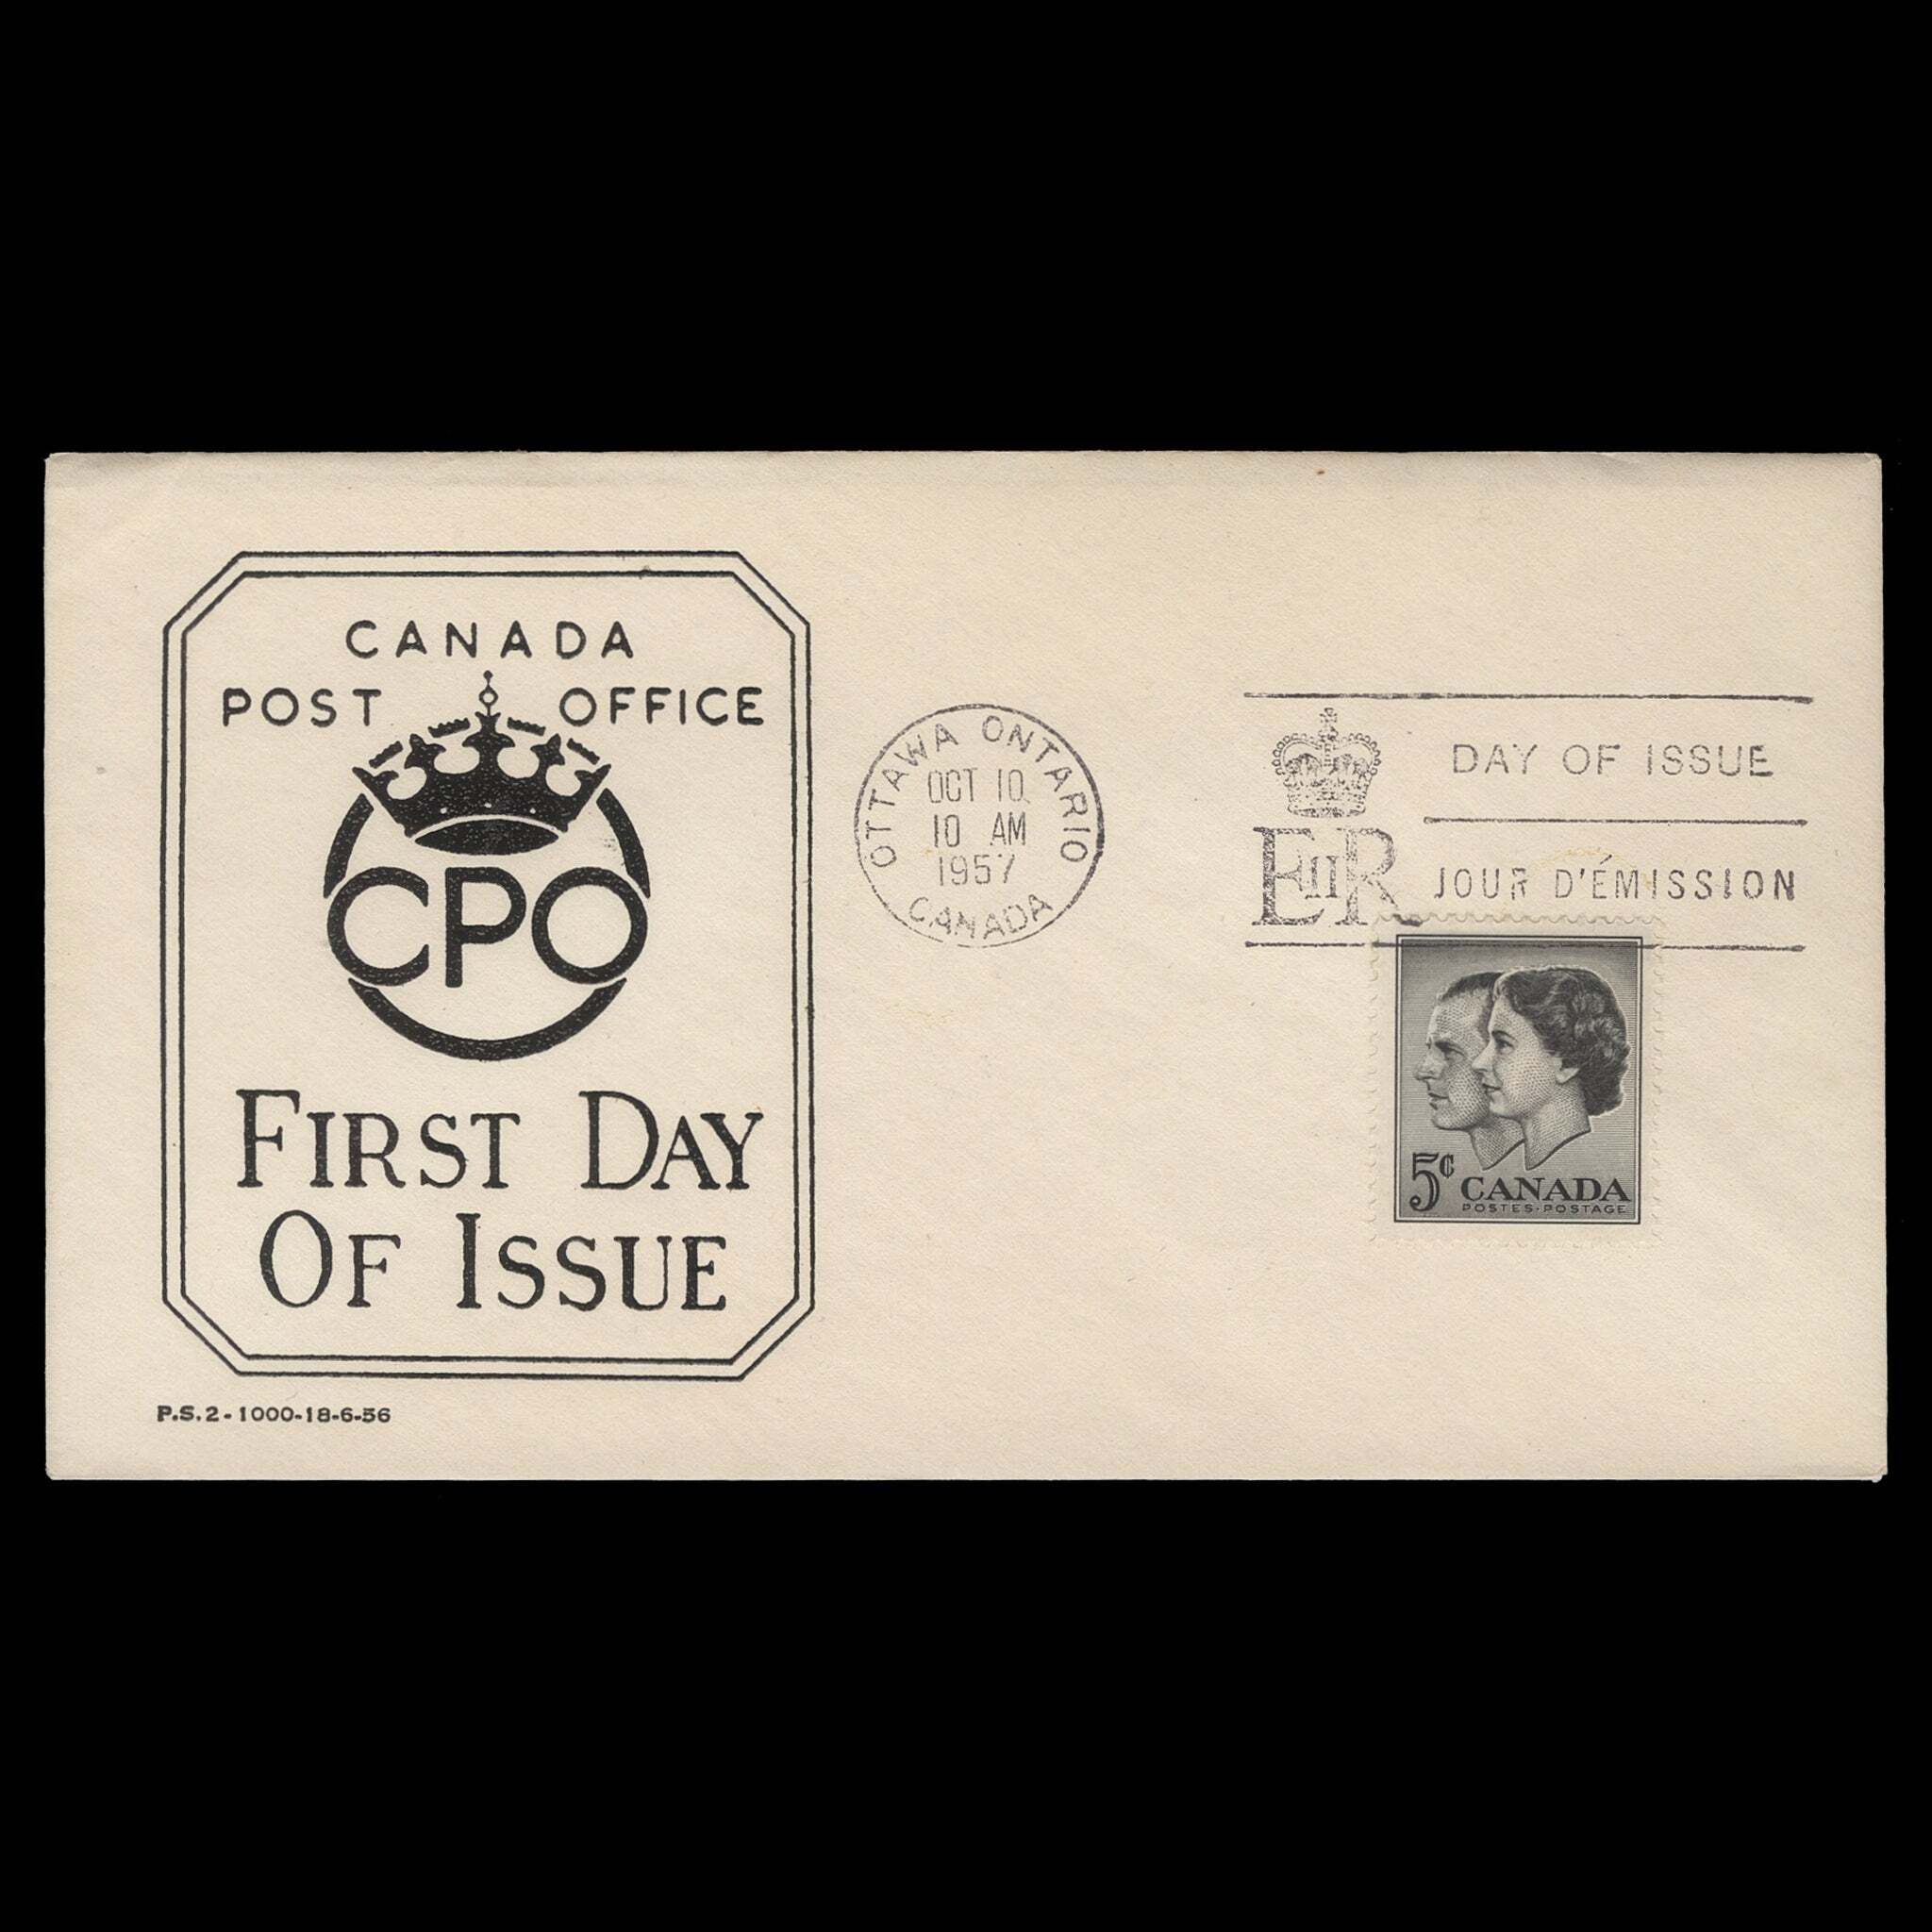 CANADA
POST OFFICE
CPO
FIRST DAY
OF ISSUE
P.S.2-1000-18-6-56
OTTAWA ONTARIO
OCT 10
10 AM
1957
CANADA
DAY OF ISSUE
EIIR
JOUR D'ÉMISSION
5¢ CANADA
POSTES-POSTAGE